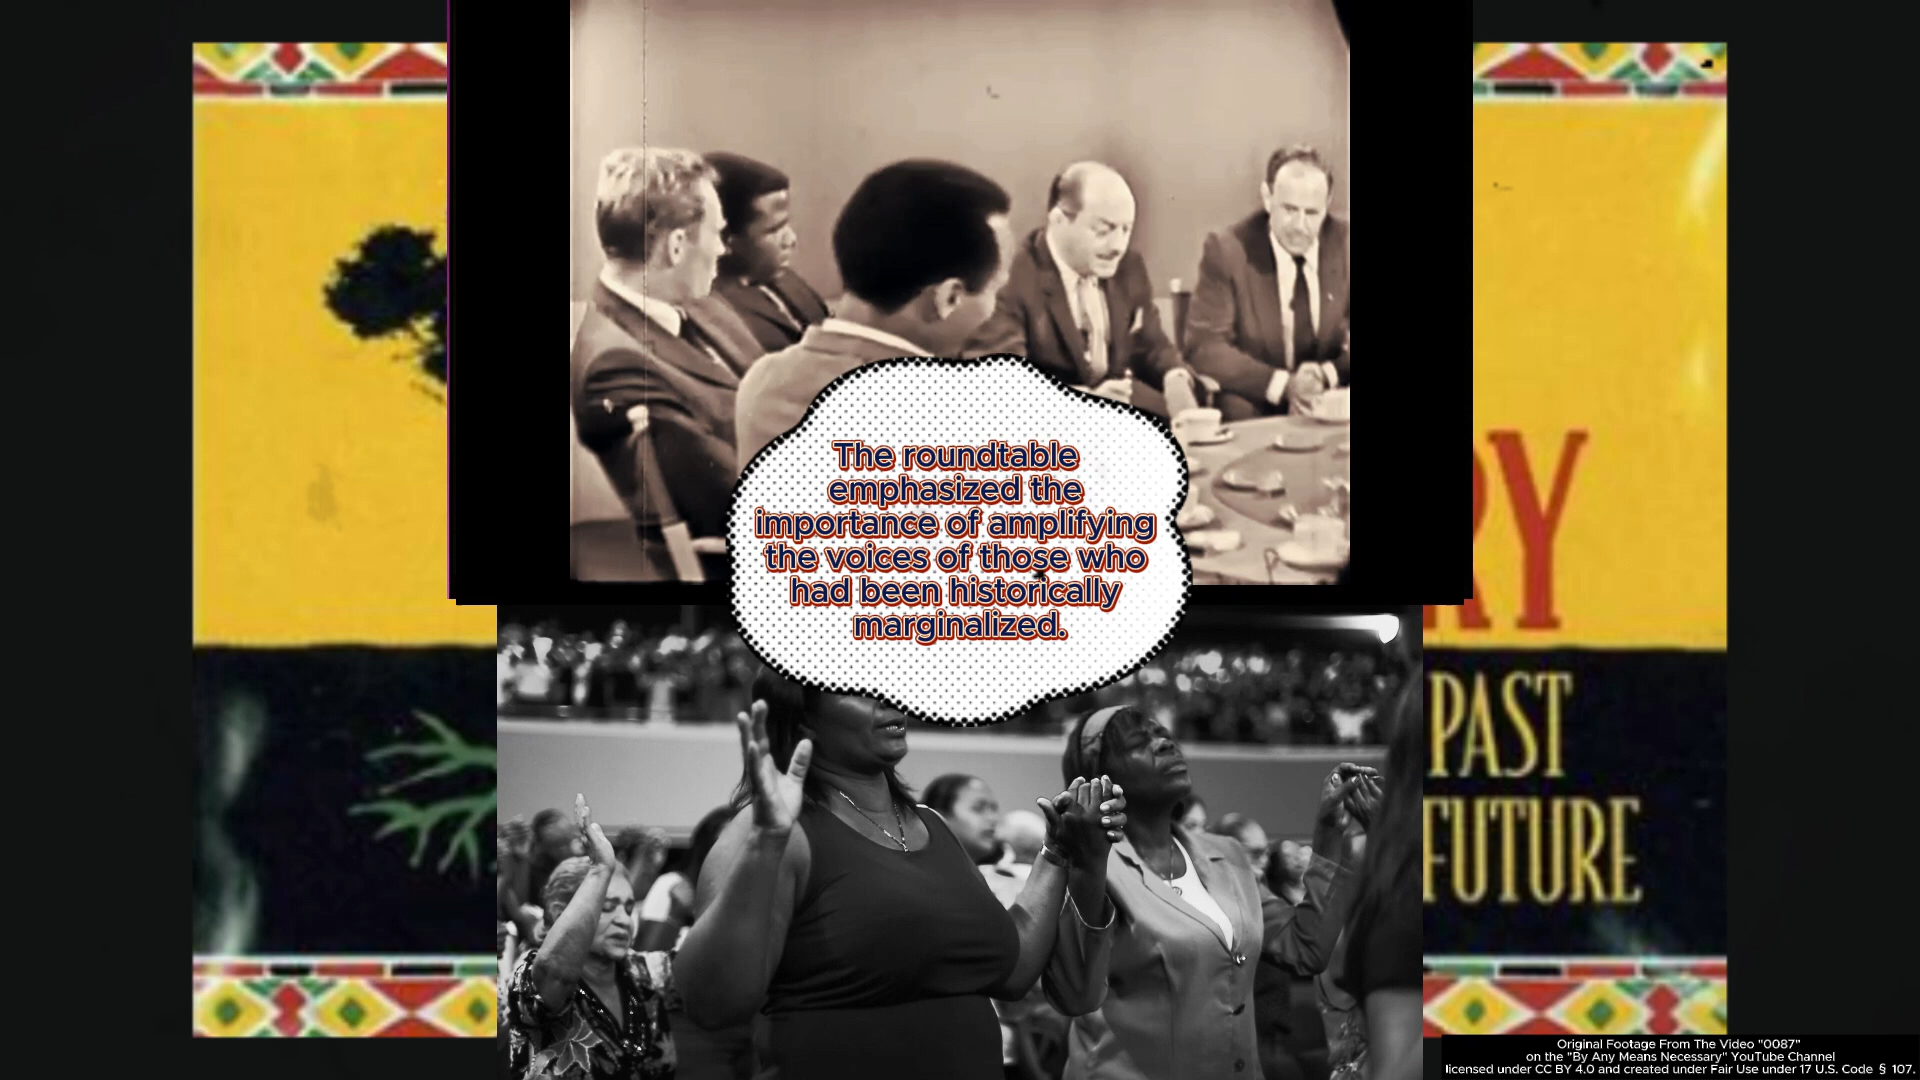 The roundtable
emphasized the
importance of amplifying
the voices of those who
had been historically
marginalized.
RY
PAST
FUTURE
Original Footage From The Video "0087"
on the "By Any Means Necessary" YouTube Channel
licensed under CC BY 4.0 and created under Fair Use under 17 U.S. Code § 107.